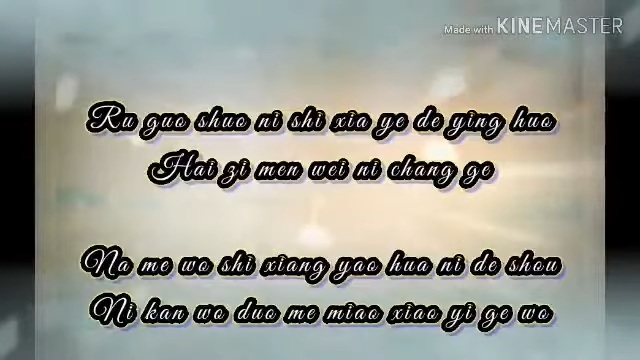 Made with KINEMASTER
Ru guo shuo ni shi xia ye de ying huo
Hai zi men wei ni chang ge
Na me wo shi xiang yao hua ni de shou
Ni kan wo duo me miao xiao yi ge wo